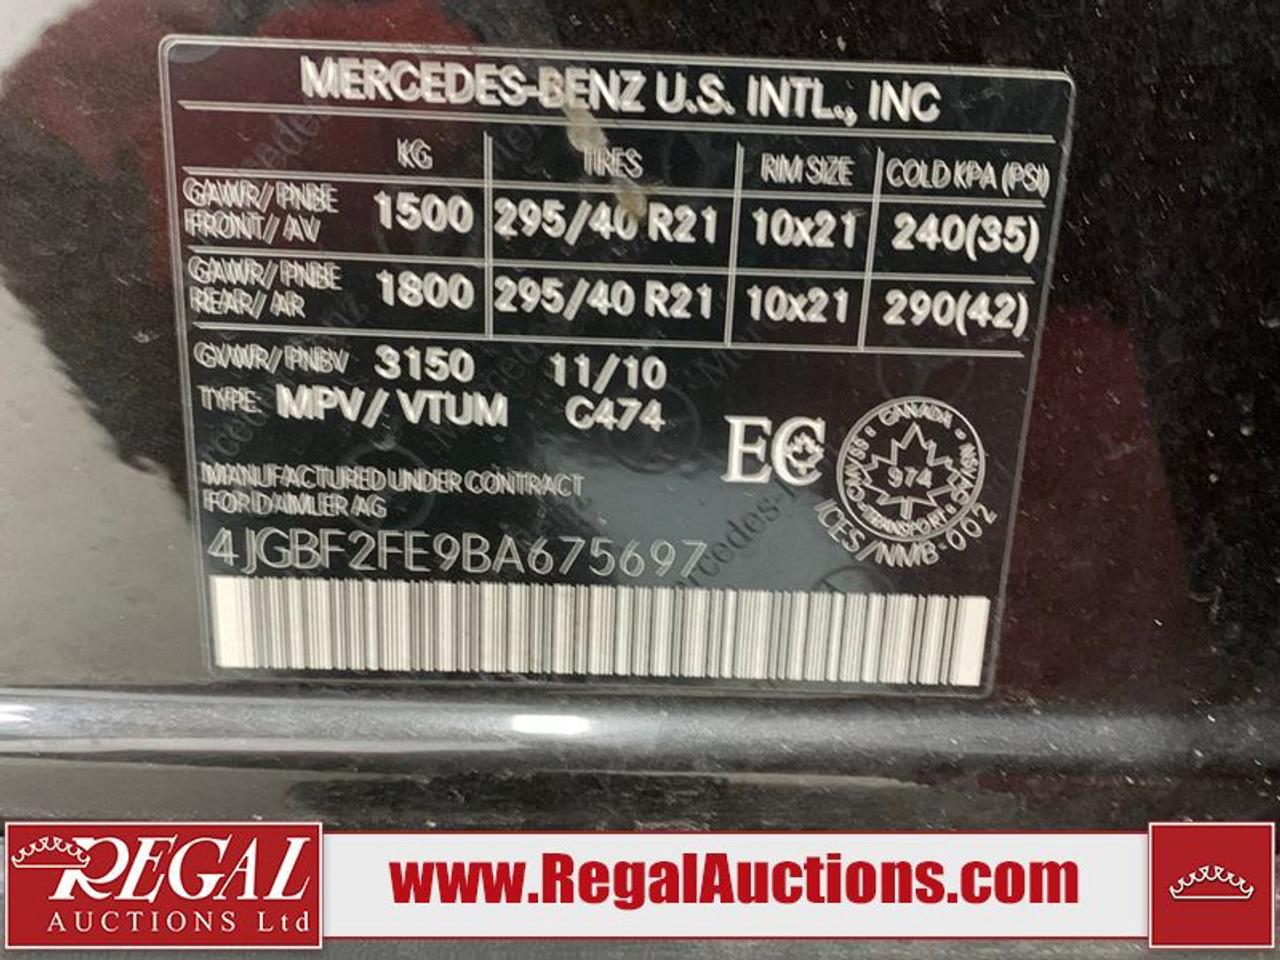 MERCEDES-BENZ U.S. INTL., INC
KG TIRES RIM SIZE COLD KPA (PSI)
GAWR/ PNBE
FRONT/ AV 1500 295/40 R21 10x21 240(35)
GAWR/ PNBE
REAR/ AR 1800 295/40 R21 10x21 290(42)
GVWR/ PNBV 3150 11/10
TYPE: MPV/ VTUM C474
EC
CANADA
974
TRANSPORT
ICES/NMB-002
MANUFACTURED UNDER CONTRACT
FOR DAIMLER AG
4JGBF2FE9BA675697
REGAL
AUCTIONS Ltd
www.RegalAuctions.com